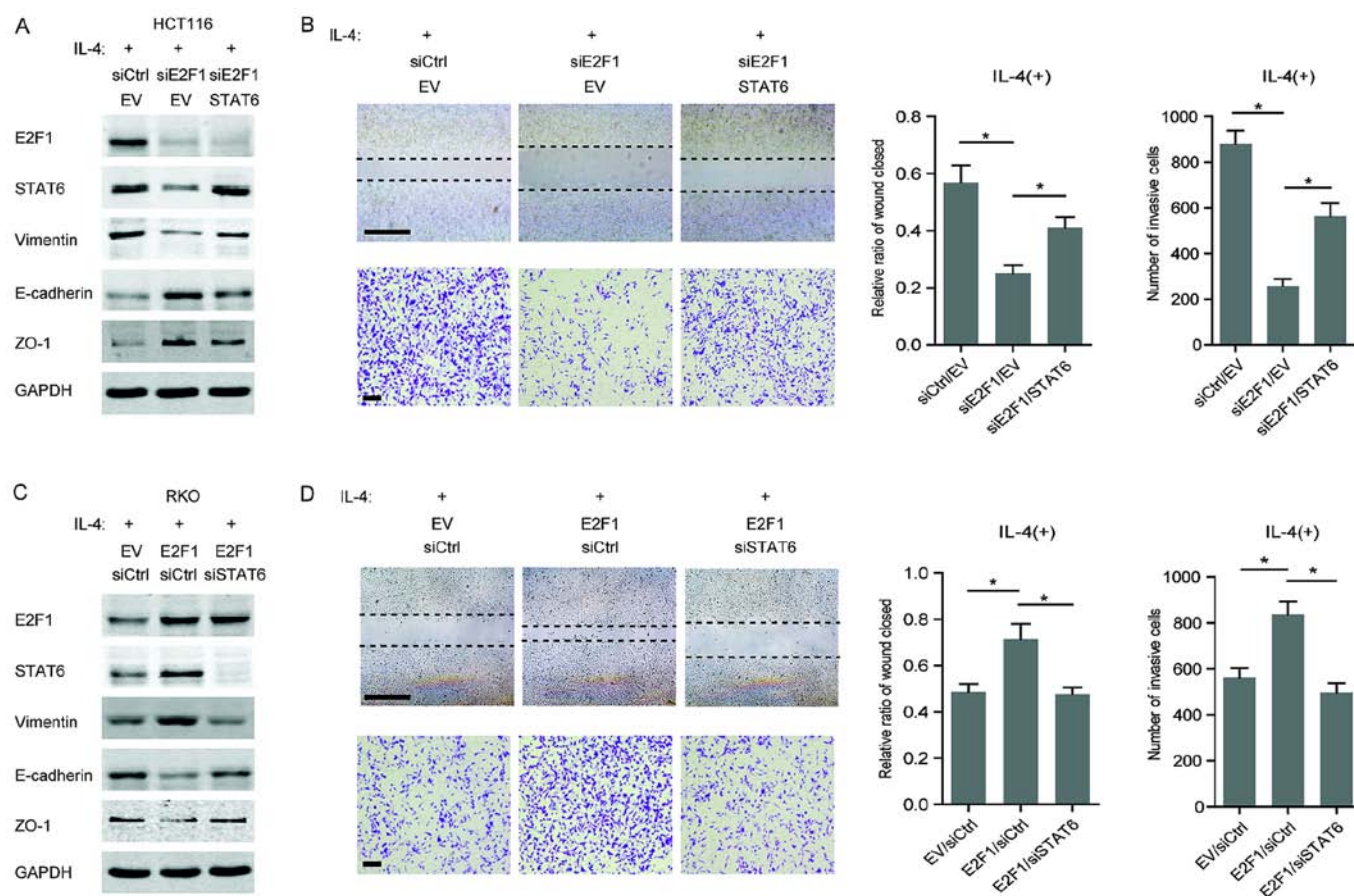 A
HCT116
IL-4: + + +
siCtrl siE2F1 siE2F1
EV EV STAT6
E2F1
STAT6
Vimentin
E-cadherin
ZO-1
GAPDH
B
IL-4: + + +
siCtrl siE2F1 siE2F1
EV EV STAT6
IL-4(+)
Relative ratio of wound closed
0.8
0.6
0.4
0.2
0.0
* *
siCtrl/EV
siE2F1/EV
siE2F1/STAT6
IL-4(+)
Number of invasive cells
1000
800
600
400
200
0
* *
siCtrl/EV
siE2F1/EV
siE2F1/STAT6
C
RKO
IL-4: + + +
EV E2F1 E2F1
siCtrl siCtrl siSTAT6
E2F1
STAT6
Vimentin
E-cadherin
ZO-1
GAPDH
D
IL-4: + + +
EV E2F1 E2F1
siCtrl siCtrl siSTAT6
IL-4(+)
Relative ratio of wound closed
1.0
0.8
0.6
0.4
0.2
0.0
* *
EV/siCtrl
E2F1/siCtrl
E2F1/siSTAT6
IL-4(+)
Number of invasive cells
1000
800
600
400
200
0
* *
EV/siCtrl
E2F1/siCtrl
E2F1/siSTAT6